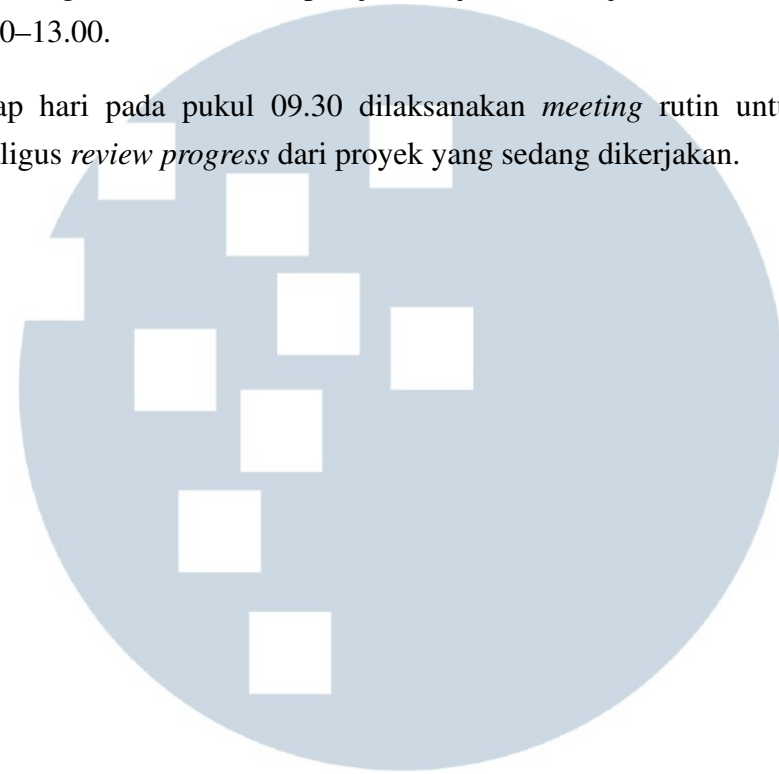 0–13.00.
ap hari pada pukul 09.30 dilaksanakan meeting rutin
ligus review progress dari proyek yang sedang dikerjakan.